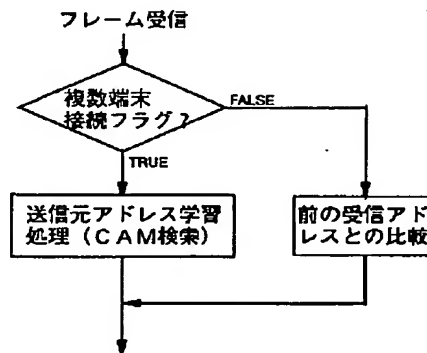 フレーム受信
複数端末
接続フラグ?
FALSE
TRUE
送信元アドレス学習
処理(CAM検索)
前の受信アド
レスとの比較